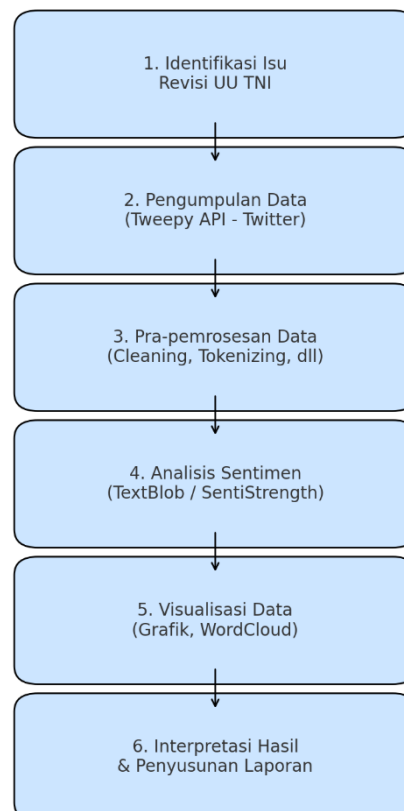 1. Identifikasi Isu
Revisi UU TNI
2. Pengumpulan Data
(Tweepy API - Twitter)
3. Pra-pemrosesan Data
(Cleaning, Tokenizing, dll)
4. Analisis Sentimen
(TextBlob / SentiStrength)
5. Visualisasi Data
(Grafik, WordCloud)
6. Interpretasi Hasil
& Penyusunan Laporan